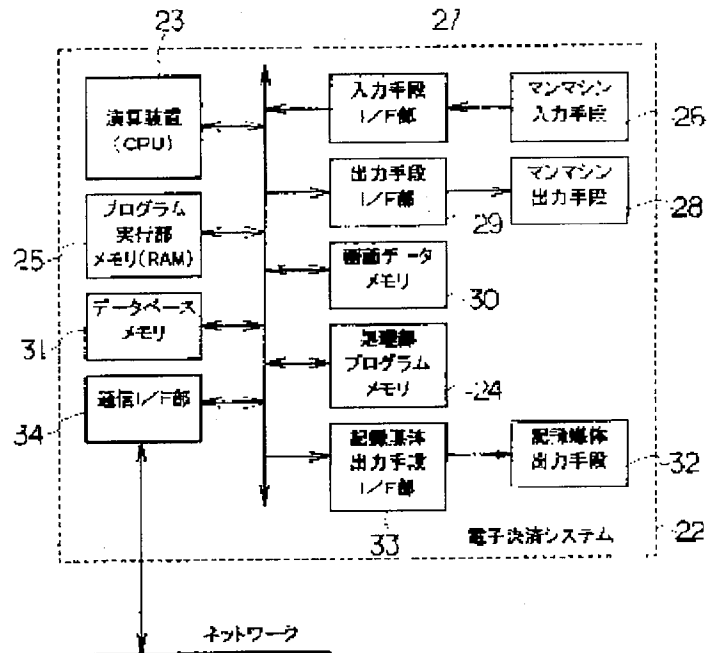 23
27
演算装置
(CPU)
入力手段
I/F部
マンマシン
入力手段
26
プログラム
実行部
メモリ(RAM)
25
出力手段
I/F部
29
マンマシン
出力手段
28
画面データ
メモリ
30
データベース
メモリ
31
処理部
プログラム
メモリ
24
通信I/F部
34
記録媒体
出力手段
I/F部
33
記録媒体
出力手段
32
電子決済システム
22
ネットワーク